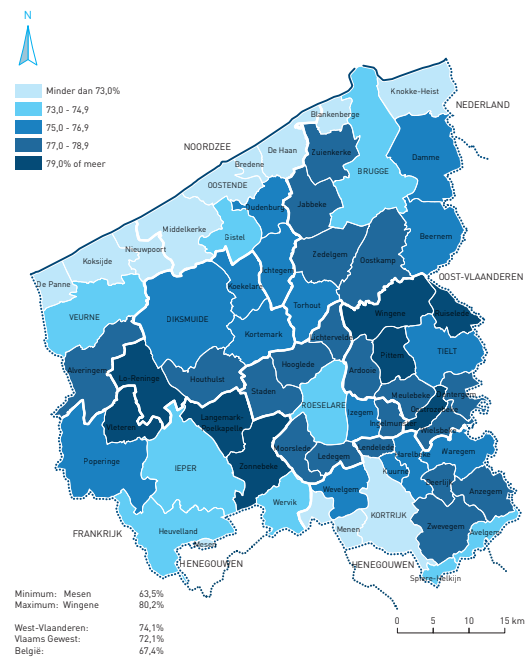 N
Minder dan 73,0%
73,0 - 74,9
75,0 - 76,9
77,0 - 78,9
79,0% of meer
Knokke-Heist
NEDERLAND
Blankenberge
NOORDZEE
De Haan
Zuienkerke
Damme
Bredene
BRUGGE
OOSTENDE
Jabbeke
Oudenburg
Middelkerke
Gistel
Beernem
Nieuwpoort
Zedelgem
Oostkamp
Koksijde
Ichtegem
OOST-VLAANDEREN
De Panne
Koekelare
Torhout
Wingene
Ruiselede
VEURNE
DIKSMUIDE
Kortemark
Lichtervelde
Pittem
TIELT
Hooglede
Ardooie
Alveringem
Lo-Reninge
Houthulst
Staden
Meulebeke
Dentergem
ROESELARE
Izegem
Oostrozebeke
Langemark-
Poelkapelle
Ingelmunster
Vleteren
Wielsbeke
Moorslede
Ledegem
Lendelede
Harelbeke
Waregem
Poperinge
IEPER
Zonnebeke
Kuurne
Deerlijk
Wevelgem
Anzegem
Wervik
KORTRIJK
Zwevegem
Menen
Avelgem
FRANKRIJK
Heuvelland
Mesen
HENEGOUWEN
HENEGOUWEN
Spiere-Helkijn
Minimum: Mesen 63,5%
Maximum: Wingene 80,2%
West-Vlaanderen: 74,1%
Vlaams Gewest: 72,1%
België: 67,4%
0 5 10 15 km